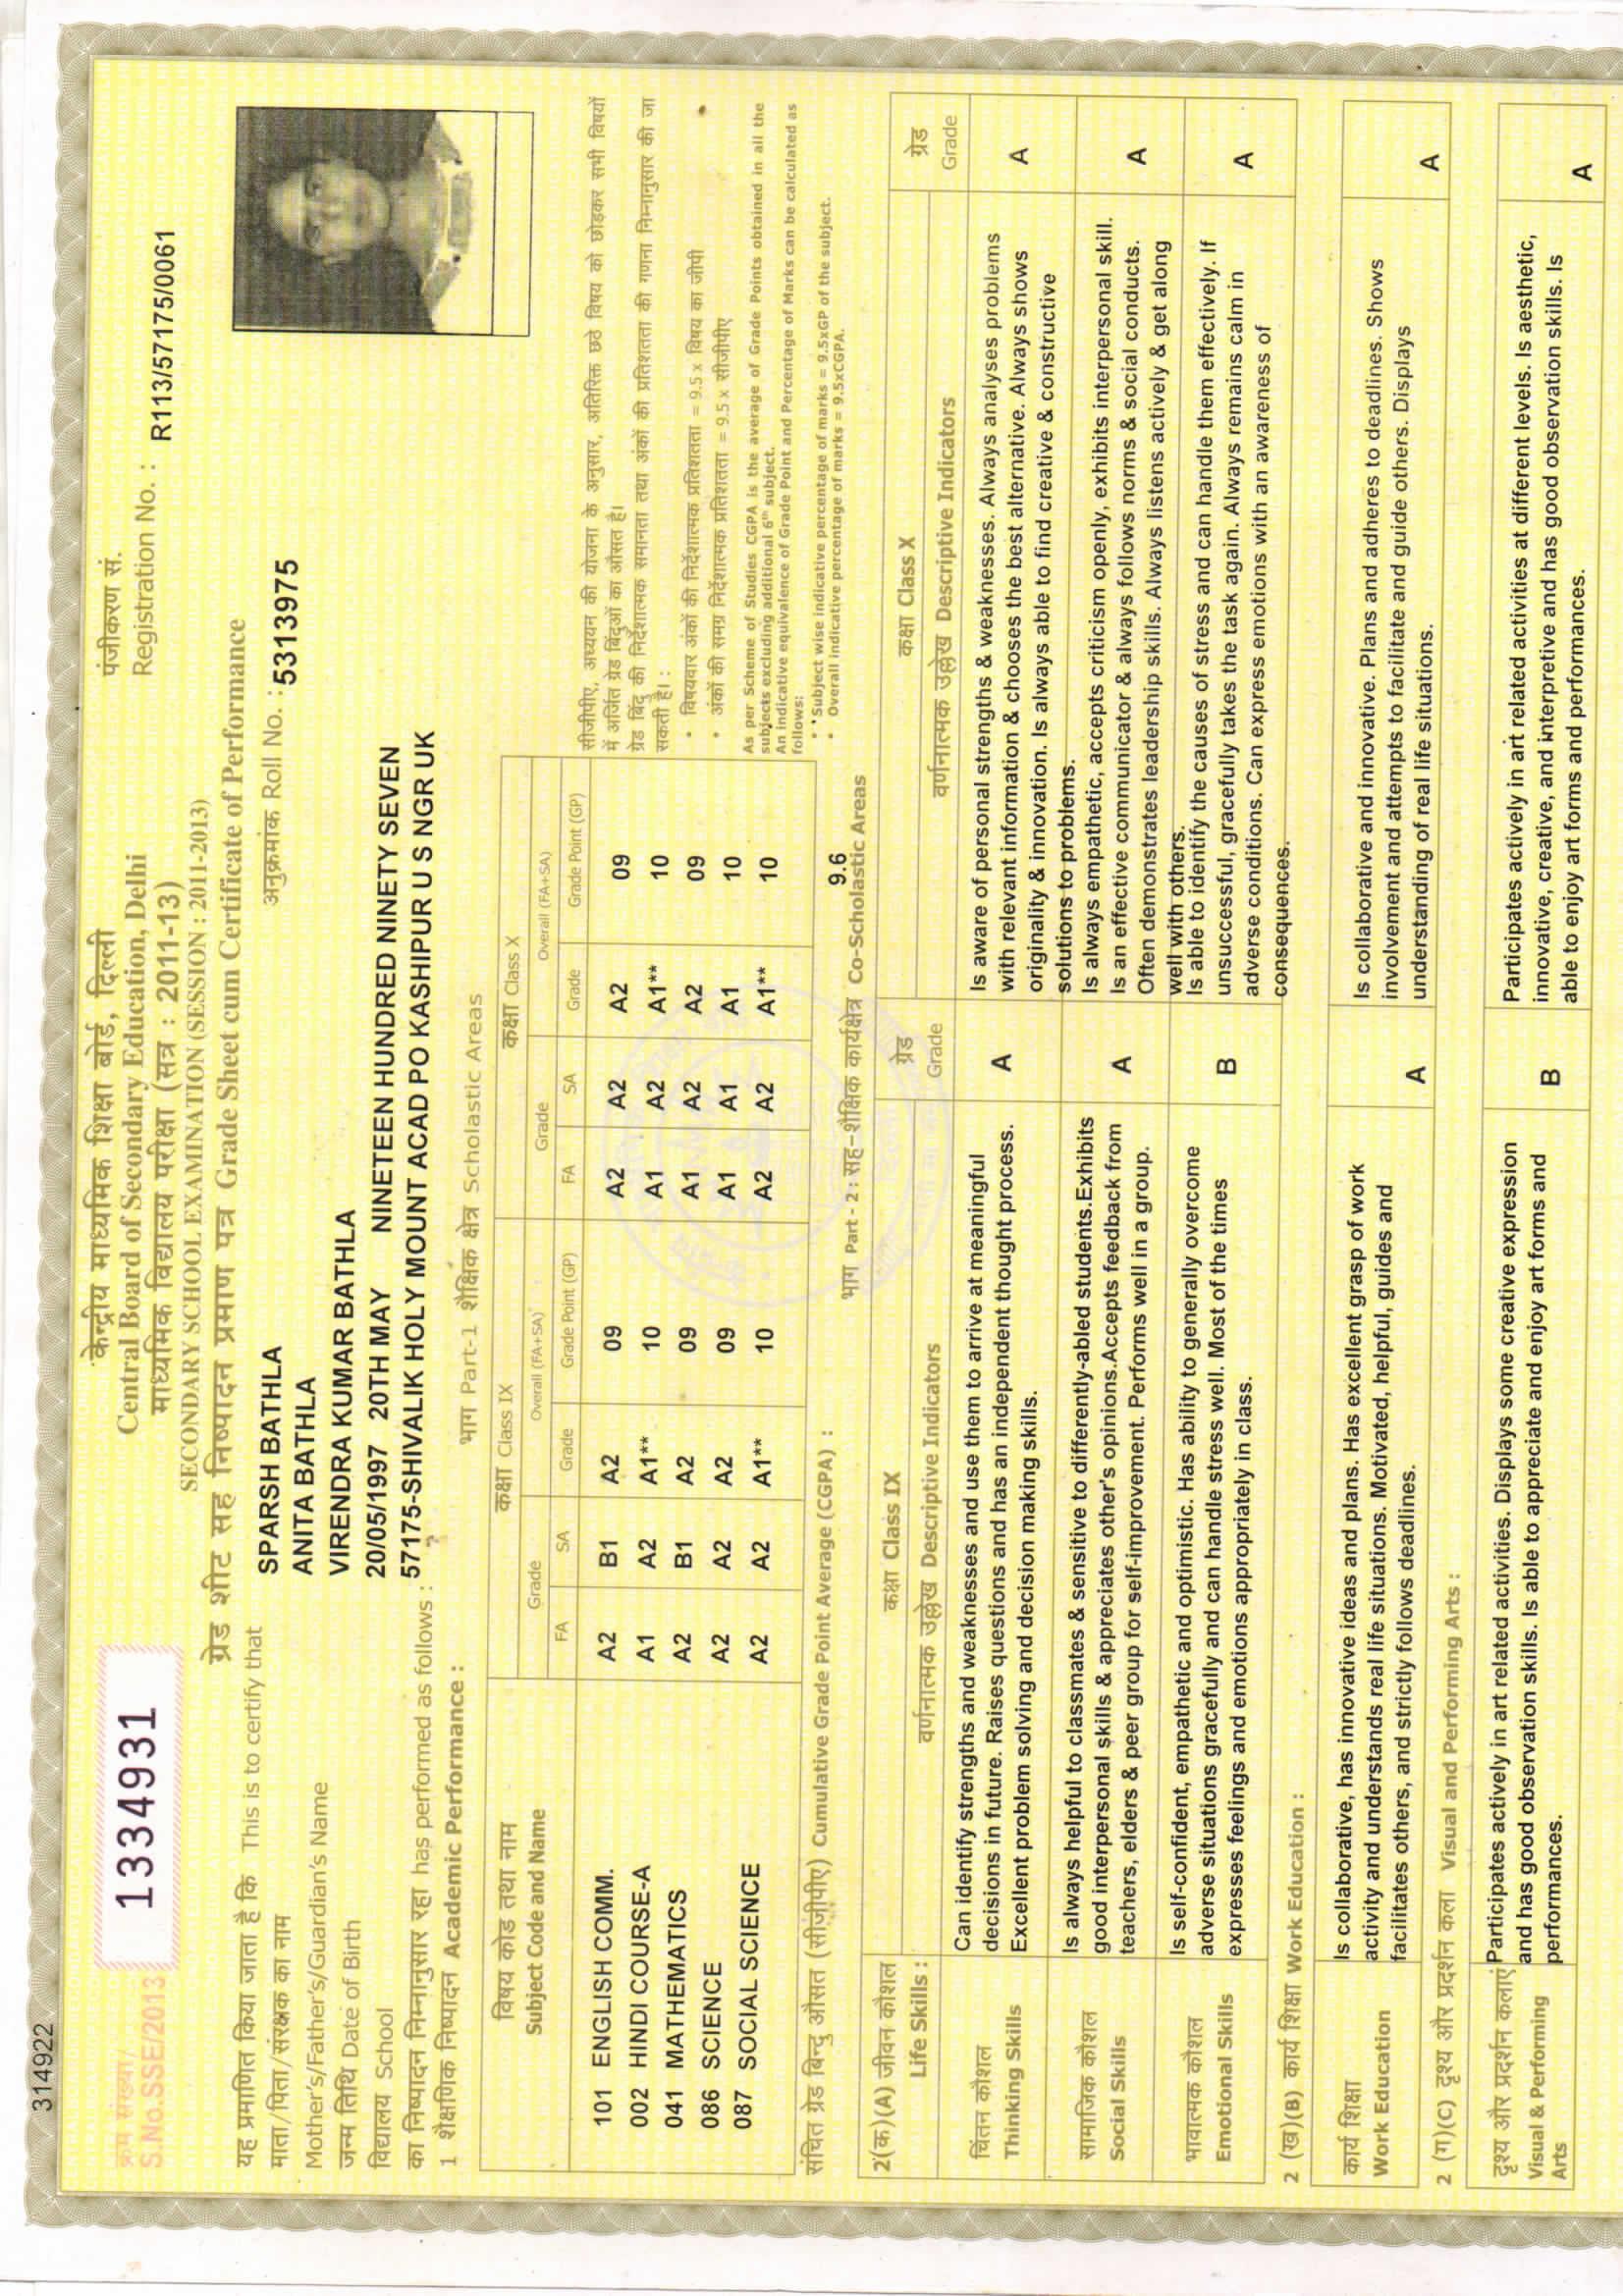 314922
क्रम संख्या/
S.No.SSE/2013
1334931
केन्द्रीय माध्यमिक शिक्षा बोर्ड, दिल्ली
Central Board of Secondary Education, Delhi
माध्यमिक विद्यालय परीक्षा (सत्र : 2011-13)
SECONDARY SCHOOL EXAMINATION (SESSION : 2011-2013)
ग्रेड शीट सह निष्पादन प्रमाण पत्र Grade Sheet cum Certificate of Performance
पंजीकरण सं.
Registration No. : R113/57175/0061
अनुक्रमांक Roll No. : 5313975
यह प्रमाणित किया जाता है कि This is to certify that SPARSH BATHLA
माता/पिता/संरक्षक का नाम ANITA BATHLA
Mother's/Father's/Guardian's Name VIRENDRA KUMAR BATHLA
जन्म तिथि Date of Birth 20/05/1997 20TH MAY NINETEEN HUNDRED NINETY SEVEN
विद्यालय School 57175-SHIVALIK HOLY MOUNT ACAD PO KASHIPUR U S NGR UK
का निष्पादन निम्नानुसार रहा has performed as follows :
1 शैक्षणिक निष्पादन Academic Performance :
भाग Part-1 शैक्षिक क्षेत्र Scholastic Areas
विषय कोड तथा नाम
Subject Code and Name
कक्षा Class IX कक्षा Class X
Grade Overall (FA+SA) Grade Overall (FA+SA)
FA SA Grade Grade Point (GP) FA SA Grade Grade Point (GP)
101 ENGLISH COMM. A2 B1 A2 09 A2 A2 A2 09
002 HINDI COURSE-A A1 A2 A1** 10 A1 A2 A1** 10
041 MATHEMATICS A2 B1 A2 09 A1 A2 A2 09
086 SCIENCE A2 A2 A2 09 A1 A1 A1 10
087 SOCIAL SCIENCE A2 A2 A1** 10 A2 A2 A1** 10
संचित ग्रेड बिन्दु औसत (सीजीपीए) Cumulative Grade Point Average (CGPA) : 9.6
सीजीपीए, अध्ययन की योजना के अनुसार, अतिरिक्त छठे विषय को छोड़कर सभी विषयों
में अर्जित ग्रेड बिंदुओं का औसत है।
ग्रेड बिंदु की निर्देशात्मक समानता तथा अंकों की प्रतिशतता की गणना निम्नानुसार की जा
सकती है। :
• विषयवार अंकों की निर्देशात्मक प्रतिशतता = 9.5 x विषय का जीपी
• अंकों की समग्र निर्देशात्मक प्रतिशतता = 9.5 x सीजीपीए
As per Scheme of Studies CGPA is the average of Grade Points obtained in all the
subjects excluding additional 6th subject.
An indicative equivalence of Grade Point and Percentage of Marks can be calculated as
follows:
• Subject wise indicative percentage of marks = 9.5xGP of the subject.
• Overall indicative percentage of marks = 9.5xCGPA.
भाग Part - 2 : सह-शैक्षिक कार्यक्षेत्र Co-Scholastic Areas
2(क)(A) जीवन कौशल
Life Skills :
कक्षा Class IX
वर्णनात्मक उल्लेख Descriptive Indicators
ग्रेड
Grade
कक्षा Class X
वर्णनात्मक उल्लेख Descriptive Indicators
ग्रेड
Grade
चिंतन कौशल
Thinking Skills
Can identify strengths and weaknesses and use them to arrive at meaningful
decisions in future. Raises questions and has an independent thought process.
Excellent problem solving and decision making skills.
A
Is aware of personal strengths & weaknesses. Always analyses problems
with relevant information & chooses the best alternative. Always shows
originality & innovation. Is always able to find creative & constructive
solutions to problems.
A
सामाजिक कौशल
Social Skills
Is always helpful to classmates & sensitive to differently-abled students.Exhibits
good interpersonal skills & appreciates other's opinions.Accepts feedback from
teachers, elders & peer group for self-improvement. Performs well in a group.
A
Is always empathetic, accepts criticism openly, exhibits interpersonal skill.
Is an effective communicator & always follows norms & social conducts.
Often demonstrates leadership skills. Always listens actively & get along
well with others.
A
भावात्मक कौशल
Emotional Skills
Is self-confident, empathetic and optimistic. Has ability to generally overcome
adverse situations gracefully and can handle stress well. Most of the times
expresses feelings and emotions appropriately in class.
B
Is able to identify the causes of stress and can handle them effectively. If
unsuccessful, gracefully takes the task again. Always remains calm in
adverse conditions. Can express emotions with an awareness of
consequences.
A
2 (ख)(B) कार्य शिक्षा Work Education :
कार्य शिक्षा
Work Education
Is collaborative, has innovative ideas and plans. Has excellent grasp of work
activity and understands real life situations. Motivated, helpful, guides and
facilitates others, and strictly follows deadlines.
A
Is collaborative and innovative. Plans and adheres to deadlines. Shows
involvement and attempts to facilitate and guide others. Displays
understanding of real life situations.
A
2 (ग)(C) दृश्य और प्रदर्शन कला Visual and Performing Arts :
दृश्य और प्रदर्शन कलाएं
Visual & Performing
Arts
Participates actively in art related activities. Displays some creative expression
and has good observation skills. Is able to appreciate and enjoy art forms and
performances.
B
Participates actively in art related activities at different levels. Is aesthetic,
innovative, creative, and interpretive and has good observation skills. Is
able to enjoy art forms and performances.
A